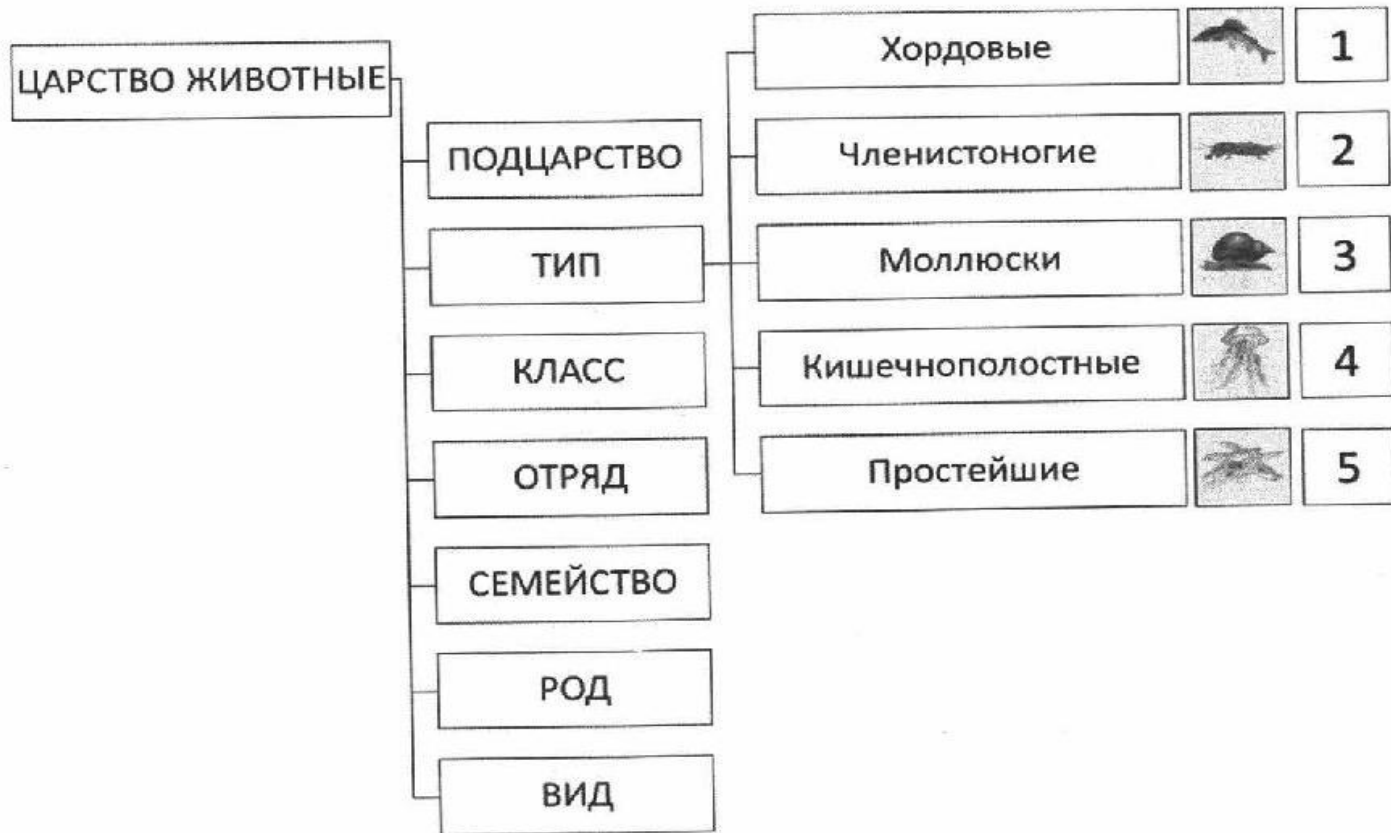 ЦАРСТВО ЖИВОТНЫЕ
ПОДЦАРСТВО
ТИП
КЛАСС
ОТРЯД
СЕМЕЙСТВО
РОД
ВИД
Хордовые 1
Членистоногие 2
Моллюски 3
Кишечнополостные 4
Простейшие 5